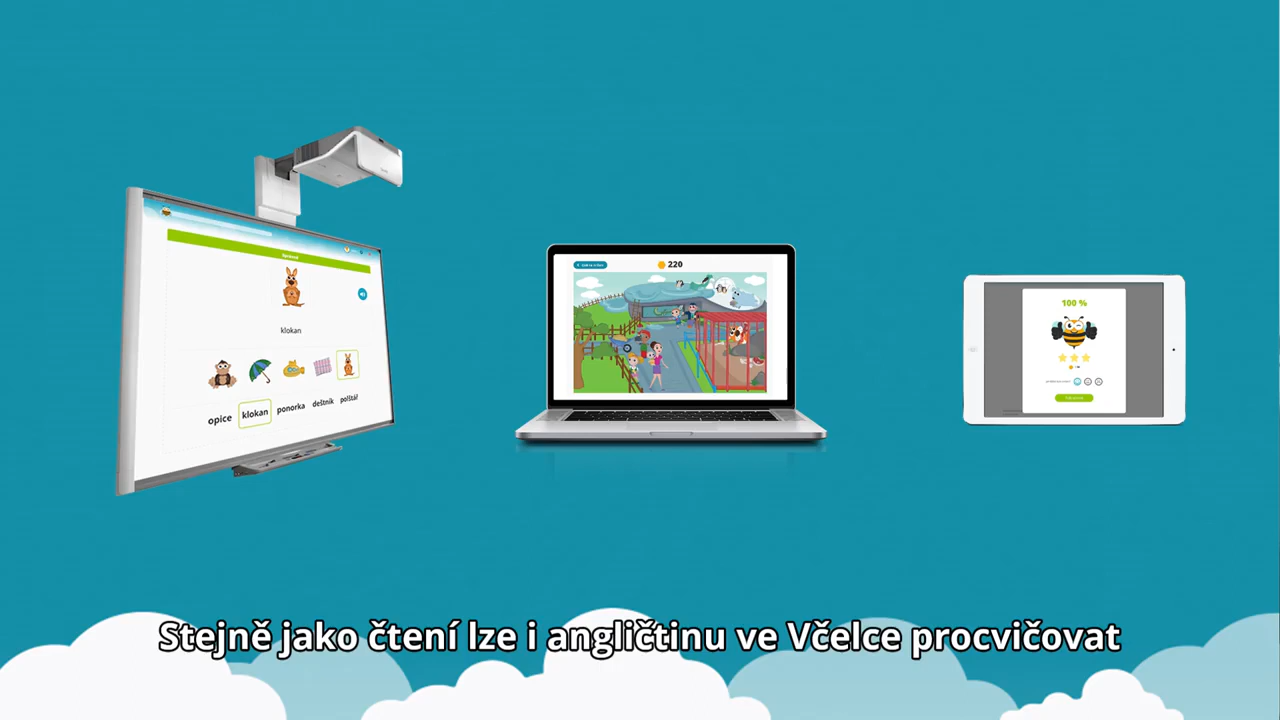 klokan
opice klokan ponorka deštník polštář
220
100 %
Stejně jako čtení lze i angličtinu ve Včelce procvičovat